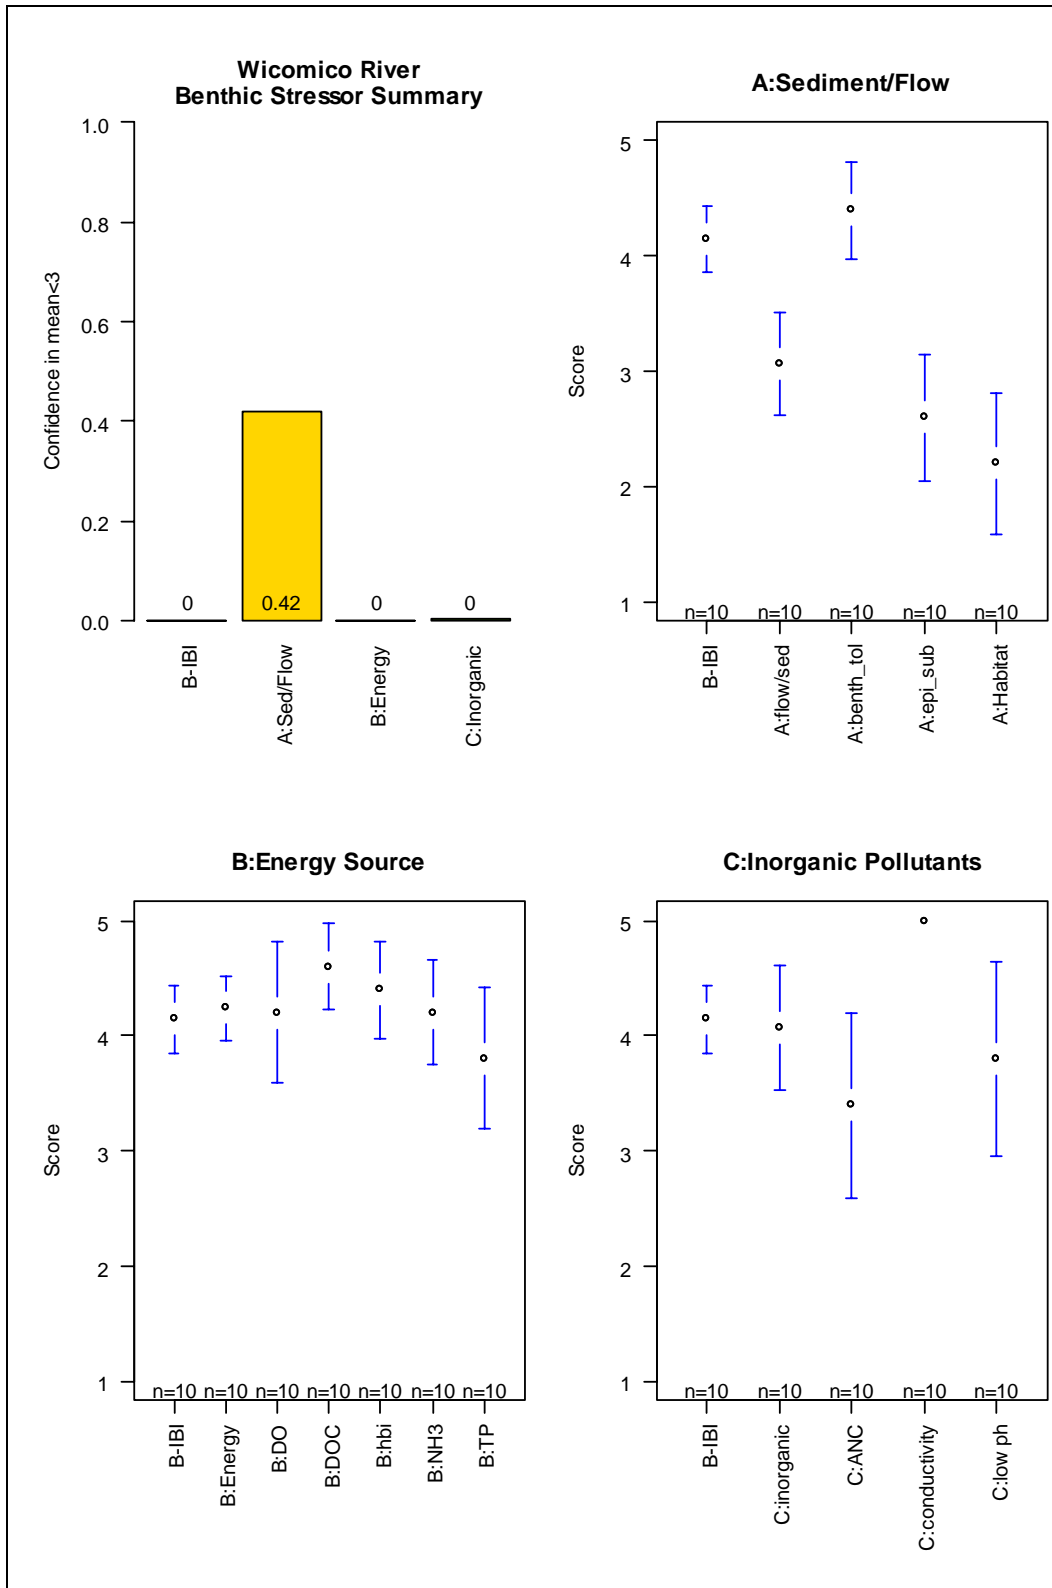 Wicomico River
Benthic Stressor Summary
Confidence in mean<3
1.0
0.8
0.6
0.4
0.2
0.0
0
0.42
0
0
B-IBI
A:Sed/Flow
B:Energy
C:Inorganic
A:Sediment/Flow
Score
5
4
3
2
1
n=10 n=10 n=10 n=10 n=10
B-IBI
A:flow/sed
A:benth_tol
A:epi_sub
A:Habitat
B:Energy Source
Score
5
4
3
2
1
n=10 n=10 n=10 n=10 n=10 n=10 n=10
B-IBI
B:Energy
B:DO
B:DOC
B:hbi
B:NH3
B:TP
C:Inorganic Pollutants
Score
5
4
3
2
1
n=10 n=10 n=10 n=10 n=10
B-IBI
C:inorganic
C:ANC
C:conductivity
C:low ph